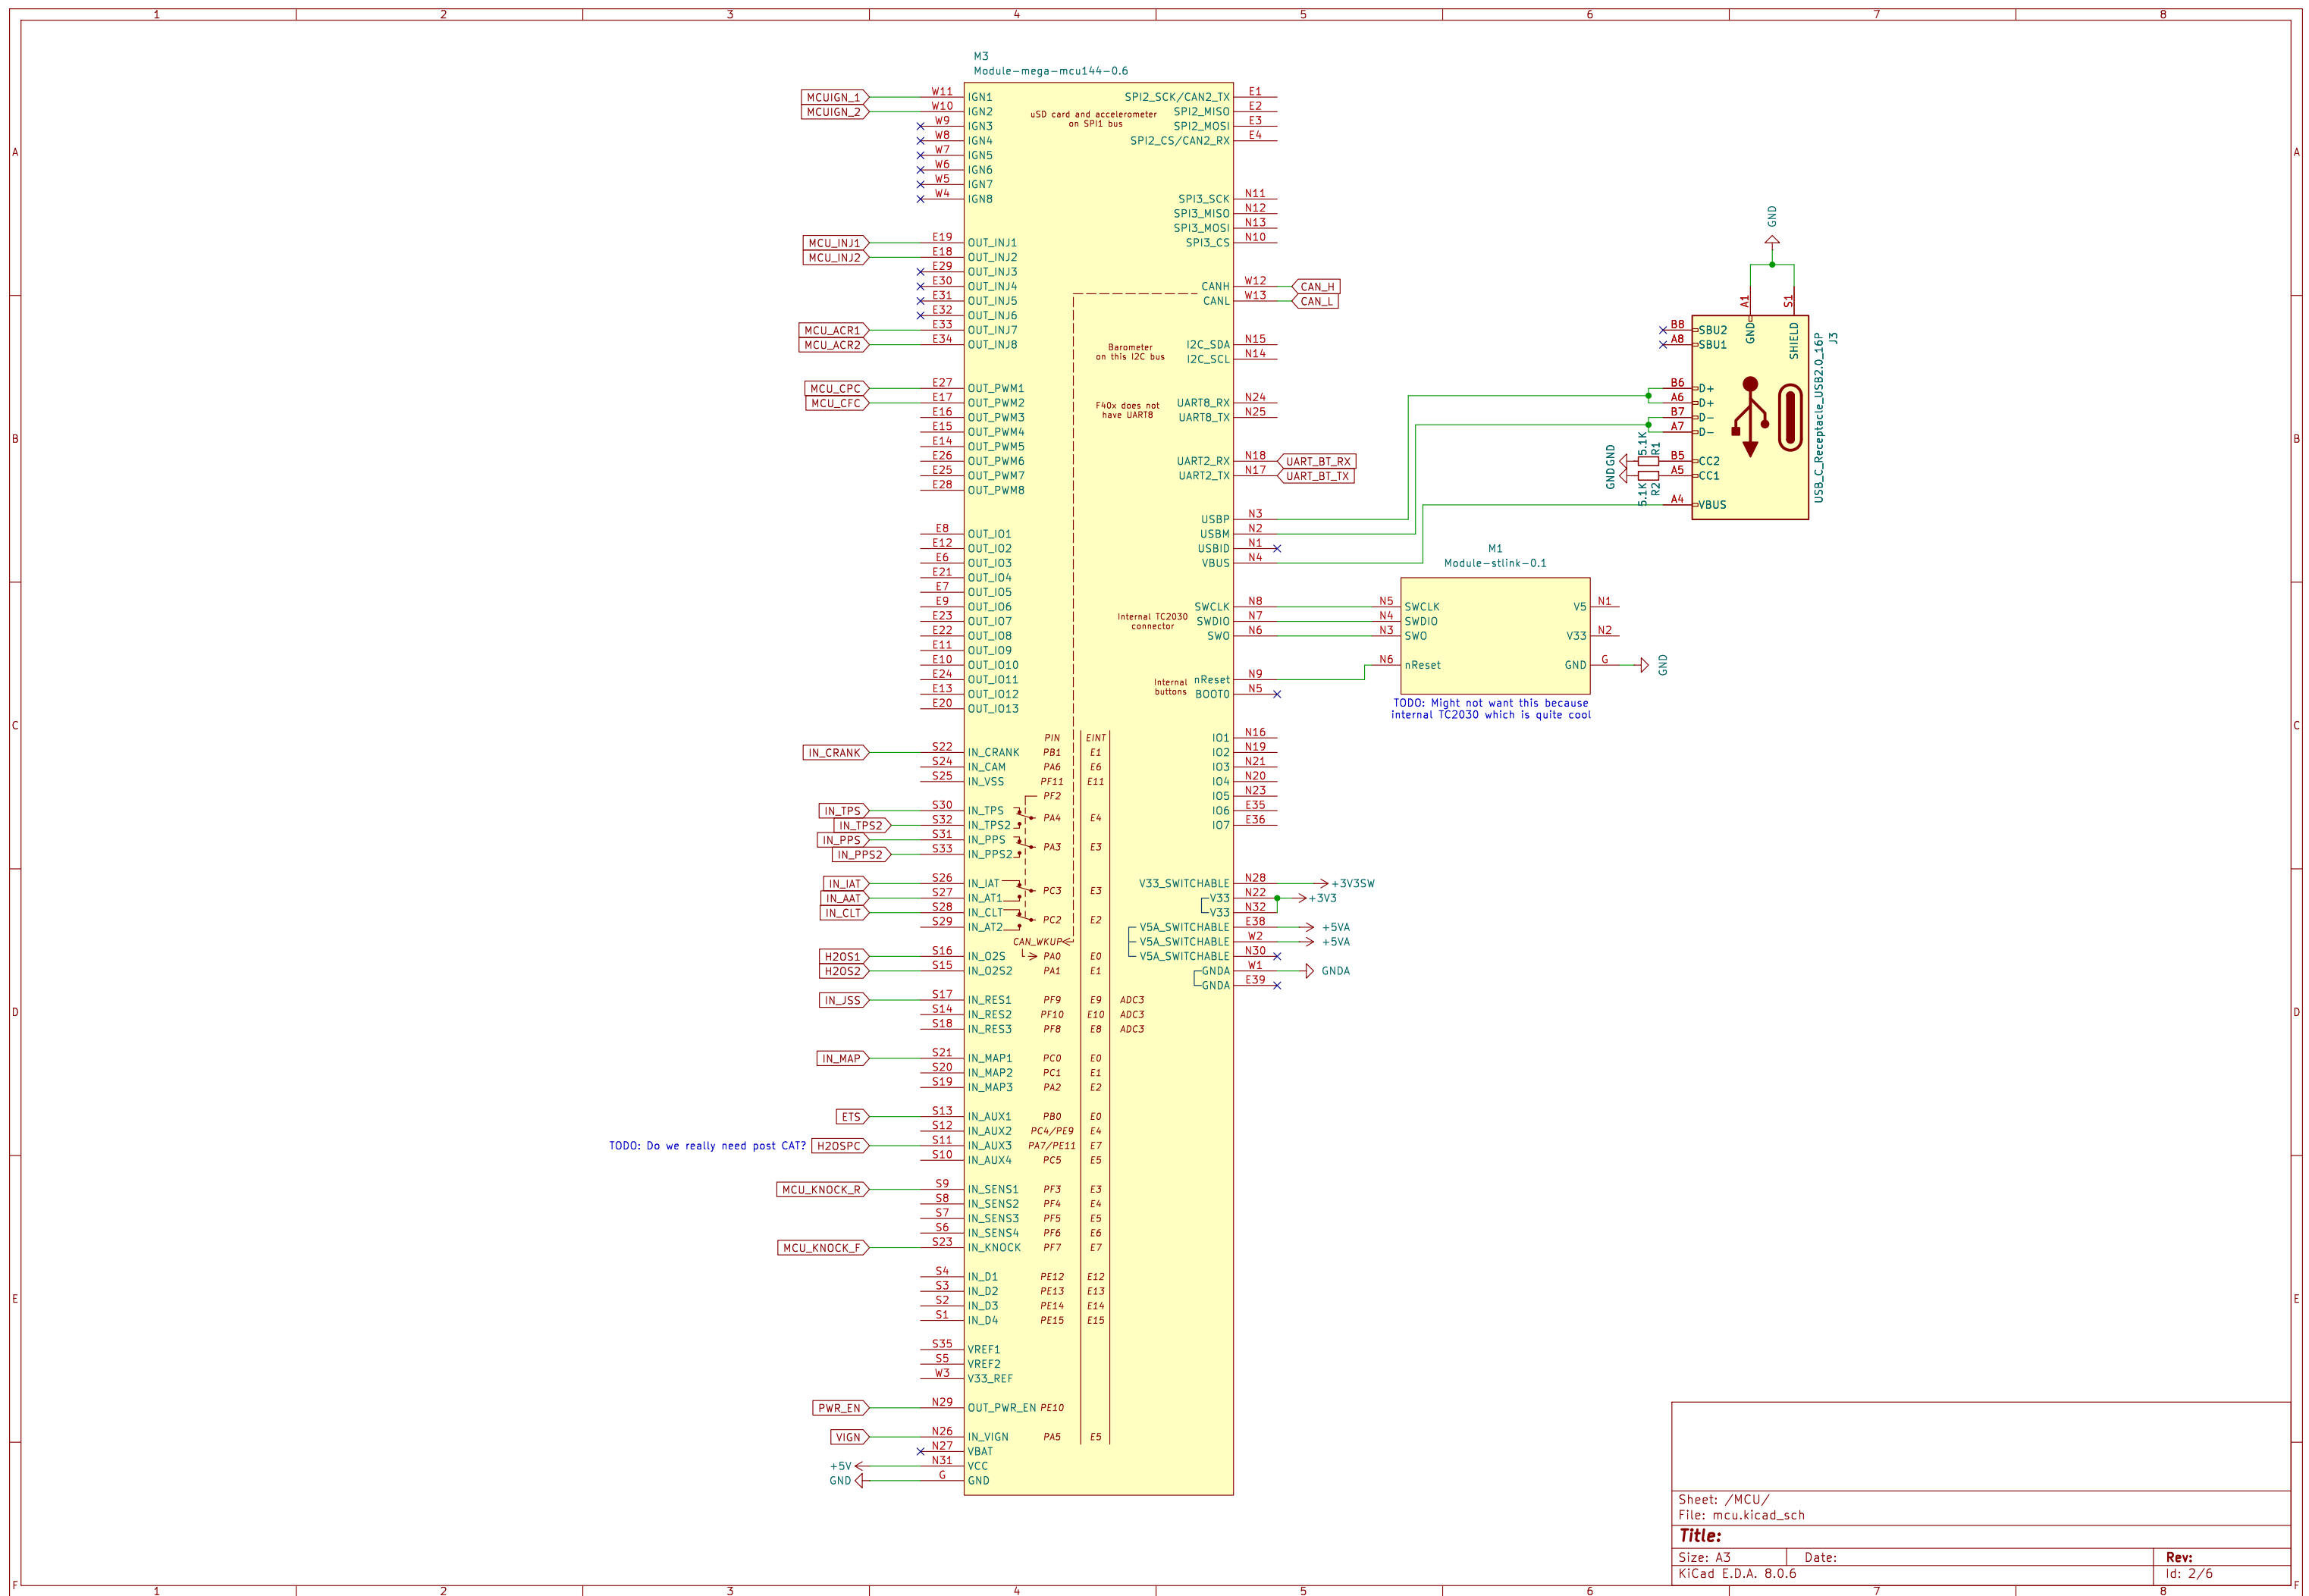 1 2 3 4 5 6 7 8
A A
B B
C C
D D
E E
F F
M3
Module-mega-mcu144-0.6
MCUIGN_1 W11 IGN1
MCUIGN_2 W10 IGN2
W9 IGN3
W8 IGN4
W7 IGN5
W6 IGN6
W5 IGN7
W4 IGN8
MCU_INJ1 E19 OUT_INJ1
MCU_INJ2 E18 OUT_INJ2
E29 OUT_INJ3
E30 OUT_INJ4
E31 OUT_INJ5
E32 OUT_INJ6
MCU_ACR1 E33 OUT_INJ7
MCU_ACR2 E34 OUT_INJ8
MCU_CPC E27 OUT_PWM1
MCU_CFC E17 OUT_PWM2
E16 OUT_PWM3
E15 OUT_PWM4
E14 OUT_PWM5
E26 OUT_PWM6
E25 OUT_PWM7
E28 OUT_PWM8
E8 OUT_IO1
E12 OUT_IO2
E6 OUT_IO3
E21 OUT_IO4
E7 OUT_IO5
E9 OUT_IO6
E23 OUT_IO7
E22 OUT_IO8
E11 OUT_IO9
E10 OUT_IO10
E24 OUT_IO11
E13 OUT_IO12
E20 OUT_IO13
PIN EINT
IN_CRANK S22 IN_CRANK PB1 E1
S24 IN_CAM PA6 E6
S25 IN_VSS PF11 E11
PF2
IN_TPS S30 IN_TPS
PA4 E4
IN_TPS2 S32 IN_TPS2
IN_PPS S31 IN_PPS
PA3 E3
IN_PPS2 S33 IN_PPS2
IN_IAT S26 IN_IAT
PC3 E3
IN_AAT S27 IN_AT1
IN_CLT S28 IN_CLT
PC2 E2
S29 IN_AT2
CAN_WKUP
H2OS1 S16 IN_O2S PA0 E0
H2OS2 S15 IN_O2S2 PA1 E1
IN_JSS S17 IN_RES1 PF9 E9 ADC3
S14 IN_RES2 PF10 E10 ADC3
S18 IN_RES3 PF8 E8 ADC3
IN_MAP S21 IN_MAP1 PC0 E0
S20 IN_MAP2 PC1 E1
S19 IN_MAP3 PA2 E2
ETS S13 IN_AUX1 PB0 E0
S12 IN_AUX2 PC4/PE9 E4
TODO: Do we really need post CAT? H2OSPC S11 IN_AUX3 PA7/PE11 E7
S10 IN_AUX4 PC5 E5
MCU_KNOCK_R S9 IN_SENS1 PF3 E3
S8 IN_SENS2 PF4 E4
S7 IN_SENS3 PF5 E5
S6 IN_SENS4 PF6 E6
MCU_KNOCK_F S23 IN_KNOCK PF7 E7
S4 IN_D1 PE12 E12
S3 IN_D2 PE13 E13
S2 IN_D3 PE14 E14
S1 IN_D4 PE15 E15
S35 VREF1
S5 VREF2
W3 V33_REF
PWR_EN N29 OUT_PWR_EN PE10
VIGN N26 IN_VIGN PA5 E5
N27 VBAT
+5V N31 VCC
GND G GND
uSD card and accelerometer
on SPI1 bus
Barometer
on this I2C bus
F40x does not
have UART8
Internal TC2030
connector
Internal
buttons
SPI2_SCK/CAN2_TX E1
SPI2_MISO E2
SPI2_MOSI E3
SPI2_CS/CAN2_RX E4
SPI3_SCK N11
SPI3_MISO N12
SPI3_MOSI N13
SPI3_CS N10
CANH W12 CAN_H
CANL W13 CAN_L
I2C_SDA N15
I2C_SCL N14
UART8_RX N24
UART8_TX N25
UART2_RX N18 UART_BT_RX
UART2_TX N17 UART_BT_TX
USBP N3
USBM N2
USBID N1
VBUS N4
SWCLK N8
SWDIO N7
SWO N6
nReset N9
BOOT0 N5
IO1 N16
IO2 N19
IO3 N21
IO4 N20
IO5 N23
IO6 E35
IO7 E36
V33_SWITCHABLE N28 +3V3SW
V33 N22 +3V3
V33 N32
V5A_SWITCHABLE E38 +5VA
V5A_SWITCHABLE W2 +5VA
V5A_SWITCHABLE N30
GNDA W1 GNDA
GNDA E39
M1
Module-stlink-0.1
N5 SWCLK V5 N1
N4 SWDIO
N3 SWO V33 N2
N6 nReset GND G GND
TODO: Might not want this because
internal TC2030 which is quite cool
GND
A1 S1
GND SHIELD
B8 SBU2
A8 SBU1
B6 D+
A6 D+
B7 D-
A7 D-
GND 5.1K R1 B5 CC2
GND 5.1K R2 A5 CC1
A4 VBUS
USB_C_Receptacle_USB2.0_16P
J3
Sheet: /MCU/
File: mcu.kicad_sch
Title:
Size: A3 Date: Rev:
KiCad E.D.A. 8.0.6 Id: 2/6
1 2 3 4 5 6 7 8